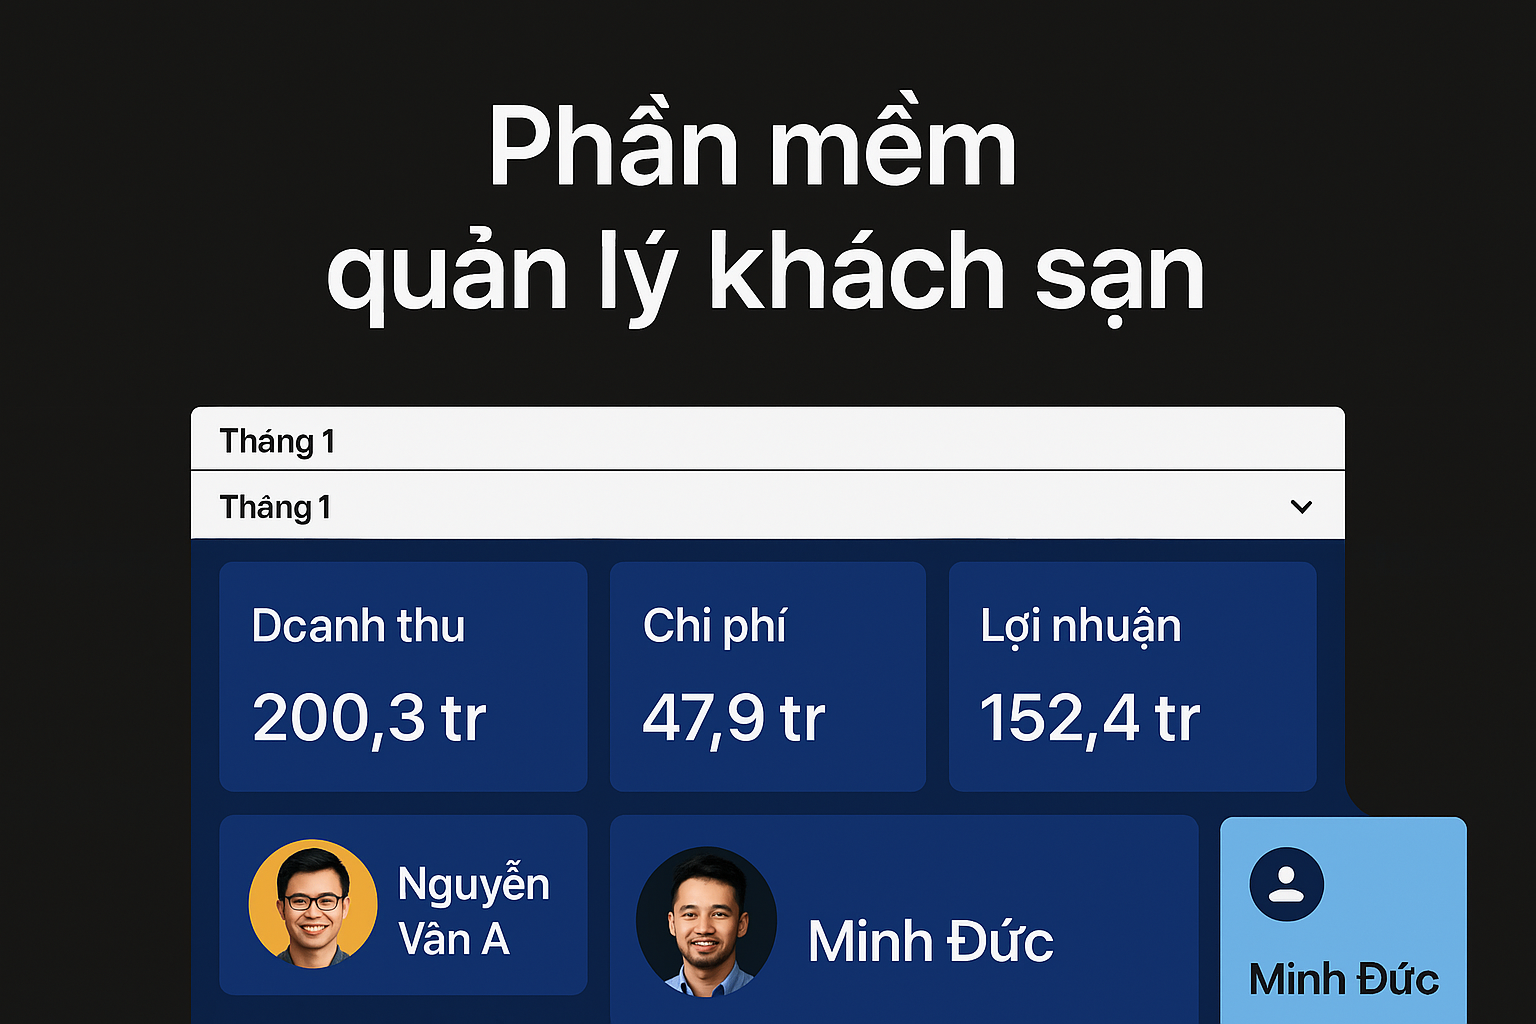 Phần mềm
quản lý khách sạn
Tháng 1
Thâng 1
Dcanh thu
200,3 tr
Chi phí
47,9 tr
Lợi nhuận
152,4 tr
Nguyễn
Vân A
Minh Đức
Minh Đức